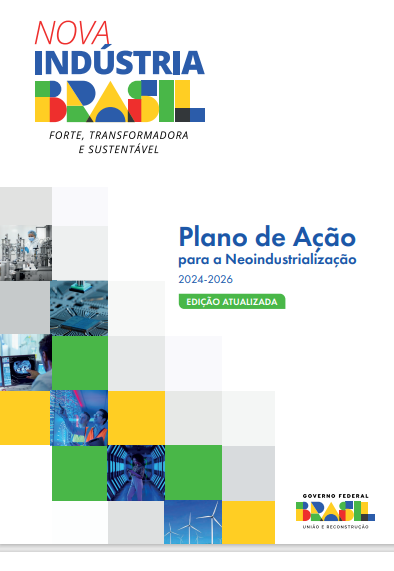 NOVA
INDÚSTRIA
BRASIL
FORTE, TRANSFORMADORA
E SUSTENTÁVEL
Plano de Ação
para a Neoindustrialização
2024-2026
EDIÇÃO ATUALIZADA
GOVERNO FEDERAL
BRASIL
UNIÃO E RECONSTRUÇÃO